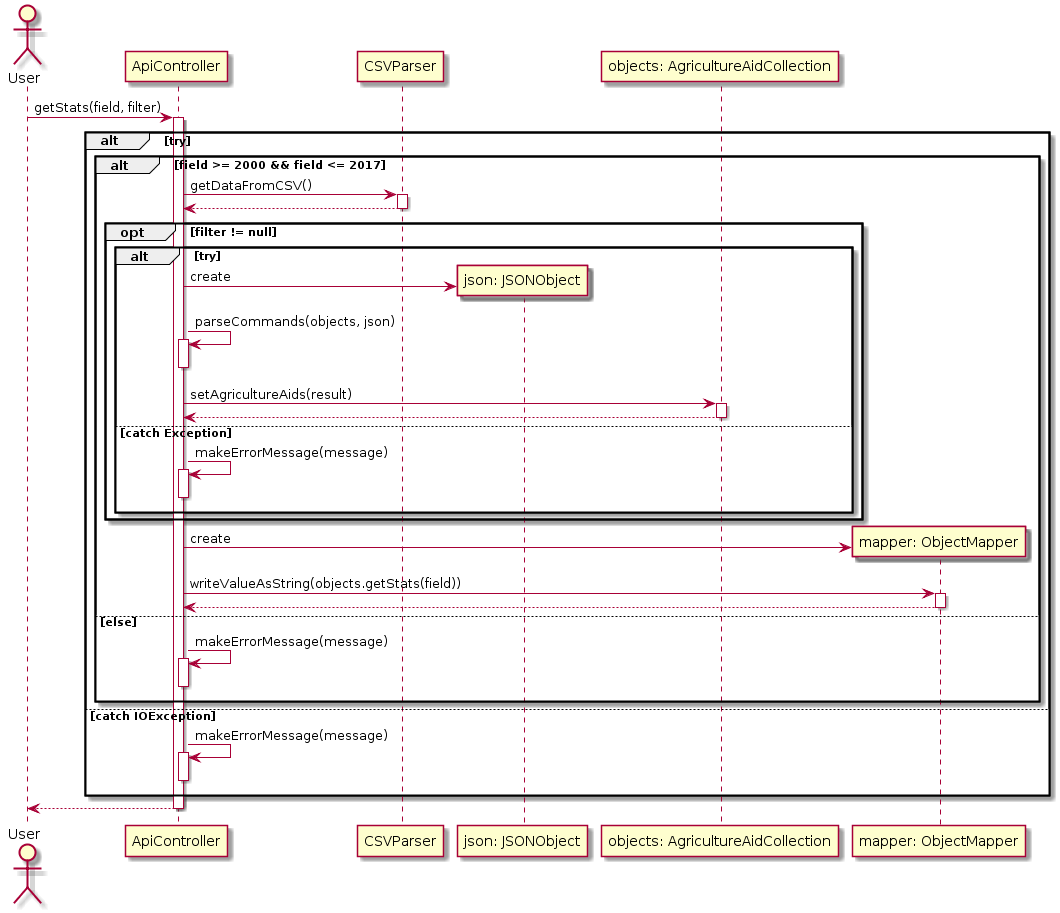 User
ApiController
CSVParser
objects: AgricultureAidCollection
getStats(field, filter)
alt [try]
alt [field >= 2000 && field <= 2017]
getDataFromCSV()
opt [filter != null]
alt [try]
create
json: JSONObject
parseCommands(objects, json)
setAgricultureAids(result)
[catch Exception]
makeErrorMessage(message)
create
mapper: ObjectMapper
writeValueAsString(objects.getStats(field))
[else]
makeErrorMessage(message)
[catch IOException]
makeErrorMessage(message)
User
ApiController
CSVParser
json: JSONObject
objects: AgricultureAidCollection
mapper: ObjectMapper